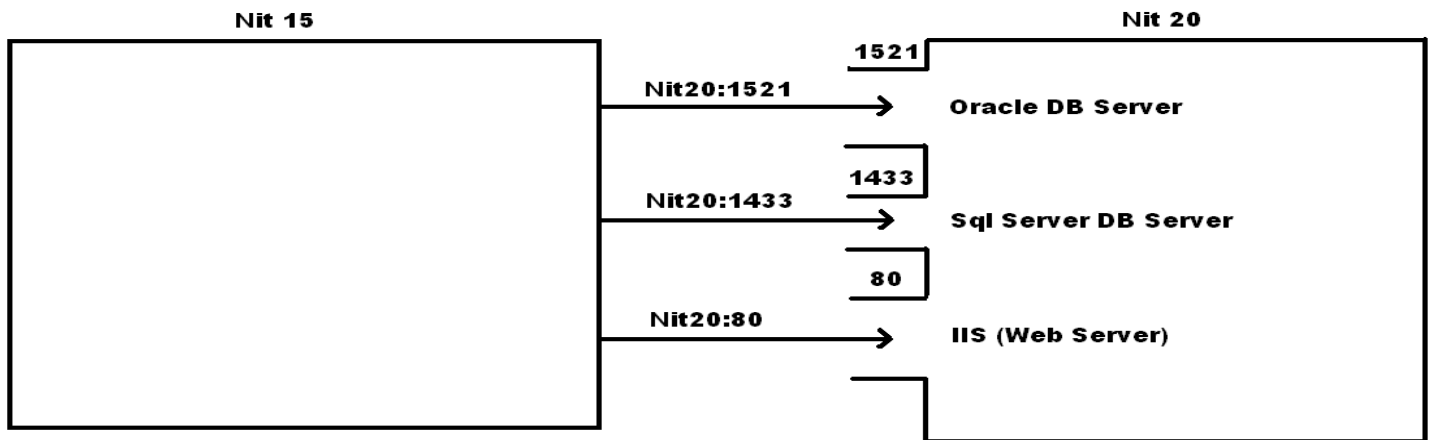 Nit 15
Nit 20
1521
Nit20:1521
Oracle DB Server
1433
Nit20:1433
Sql Server DB Server
80
Nit20:80
IIS (Web Server)